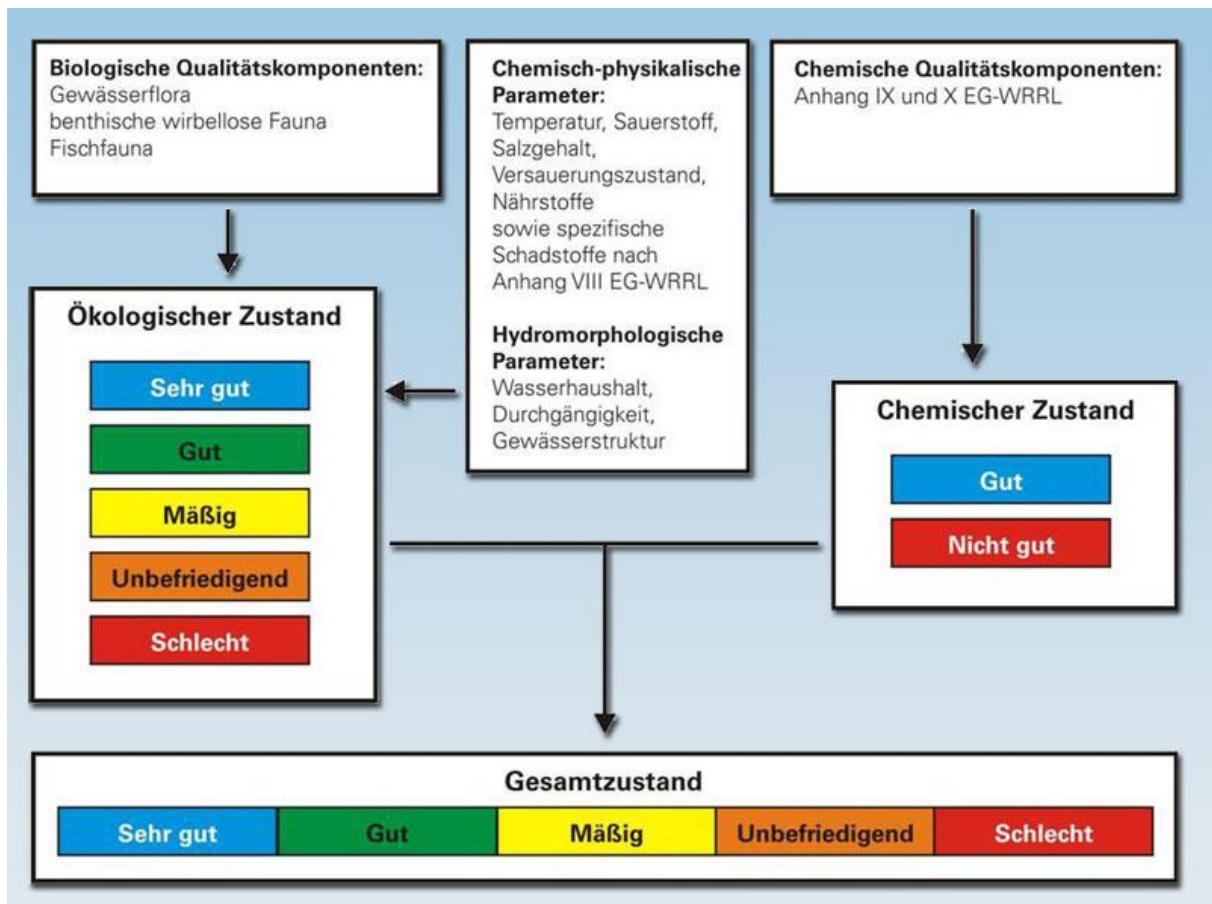 Biologische Qualitätskomponenten:
Gewässerflora
benthische wirbellose Fauna
Fischfauna
Chemisch-physikalische
Parameter:
Temperatur, Sauerstoff,
Salzgehalt,
Versauerungszustand,
Nährstoffe
sowie spezifische
Schadstoffe nach
Anhang VIII EG-WRRL
Hydromorphologische
Parameter:
Wasserhaushalt,
Durchgängigkeit,
Gewässerstruktur
Chemische Qualitätskomponenten:
Anhang IX und X EG-WRRL
Ökologischer Zustand
Sehr gut
Gut
Mäßig
Unbefriedigend
Schlecht
Chemischer Zustand
Gut
Nicht gut
Gesamtzustand
Sehr gut Gut Mäßig Unbefriedigend Schlecht